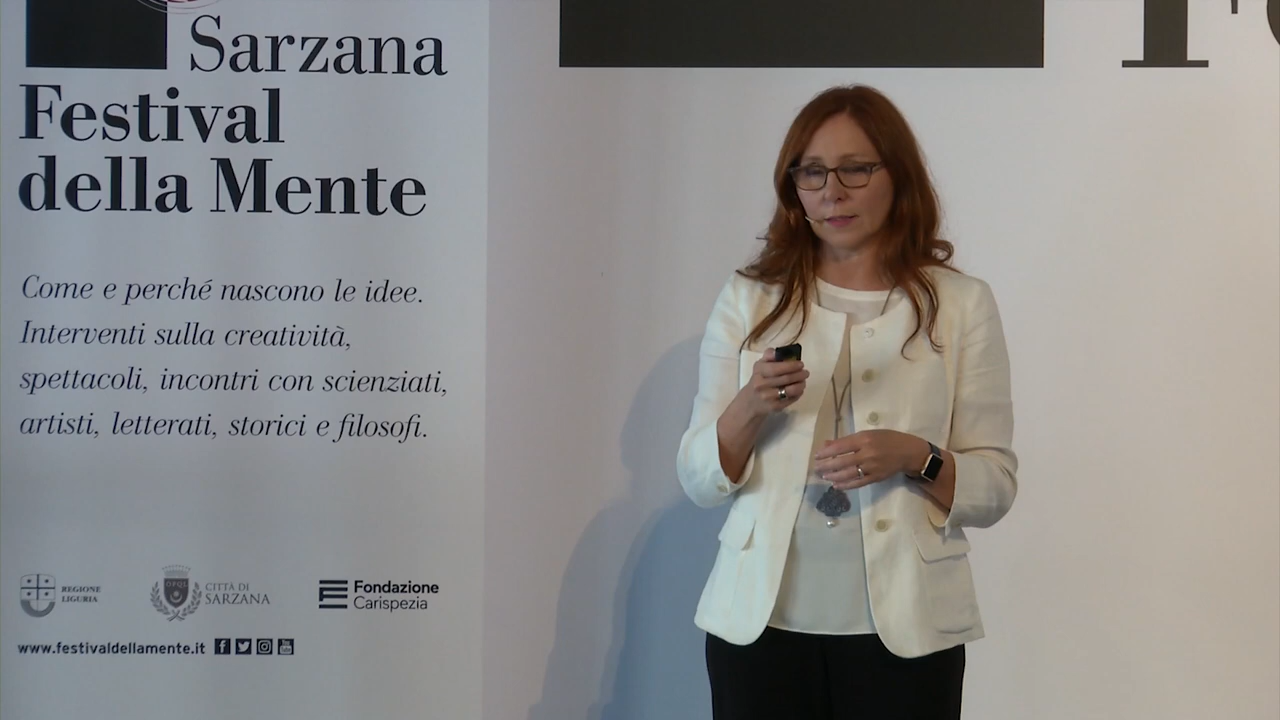 Sarzana
Festival
della Mente
Come e perché nascono le idee.
Interventi sulla creatività,
spettacoli, incontri con scienziati,
artisti, letterati, storici e filosofi.
REGIONE
LIGURIA
CITTÀ DI
SARZANA
Fondazione
Carispezia
www.festivaldellamente.it